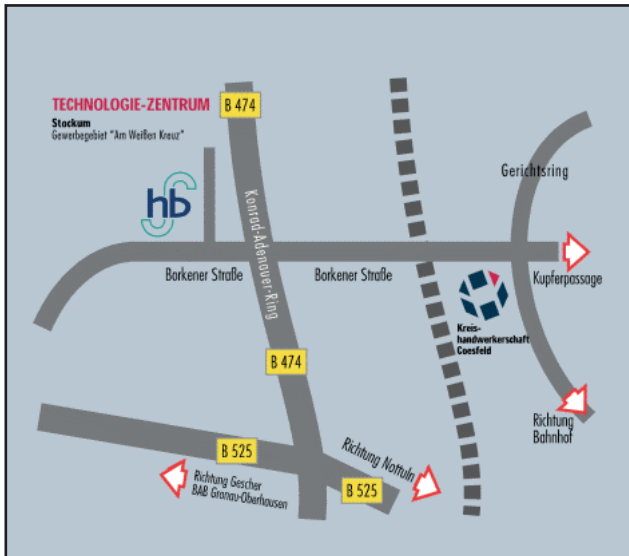 TECHNOLOGIE-ZENTRUM
Stockum
Gewerbegebiet "Am Weißen Kreuz"
B 474
hb
Gerichtsring
Konrad-Adenauer-Ring
Borkener Straße
Borkener Straße
Kupferpassage
Kreis-
handwerkerschaft
Coesfeld
B 474
Richtung
Bahnhof
B 525
Richtung Nottuln
Richtung Gescher
BAB Gronau-Oberhausen
B 525